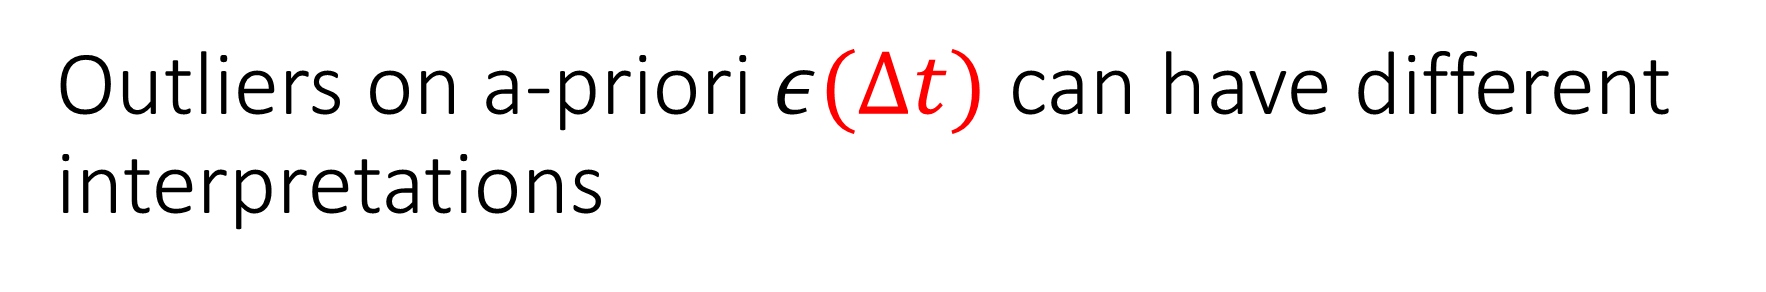 Outliers on a-priori ϵ(Δt) can have different
interpretations